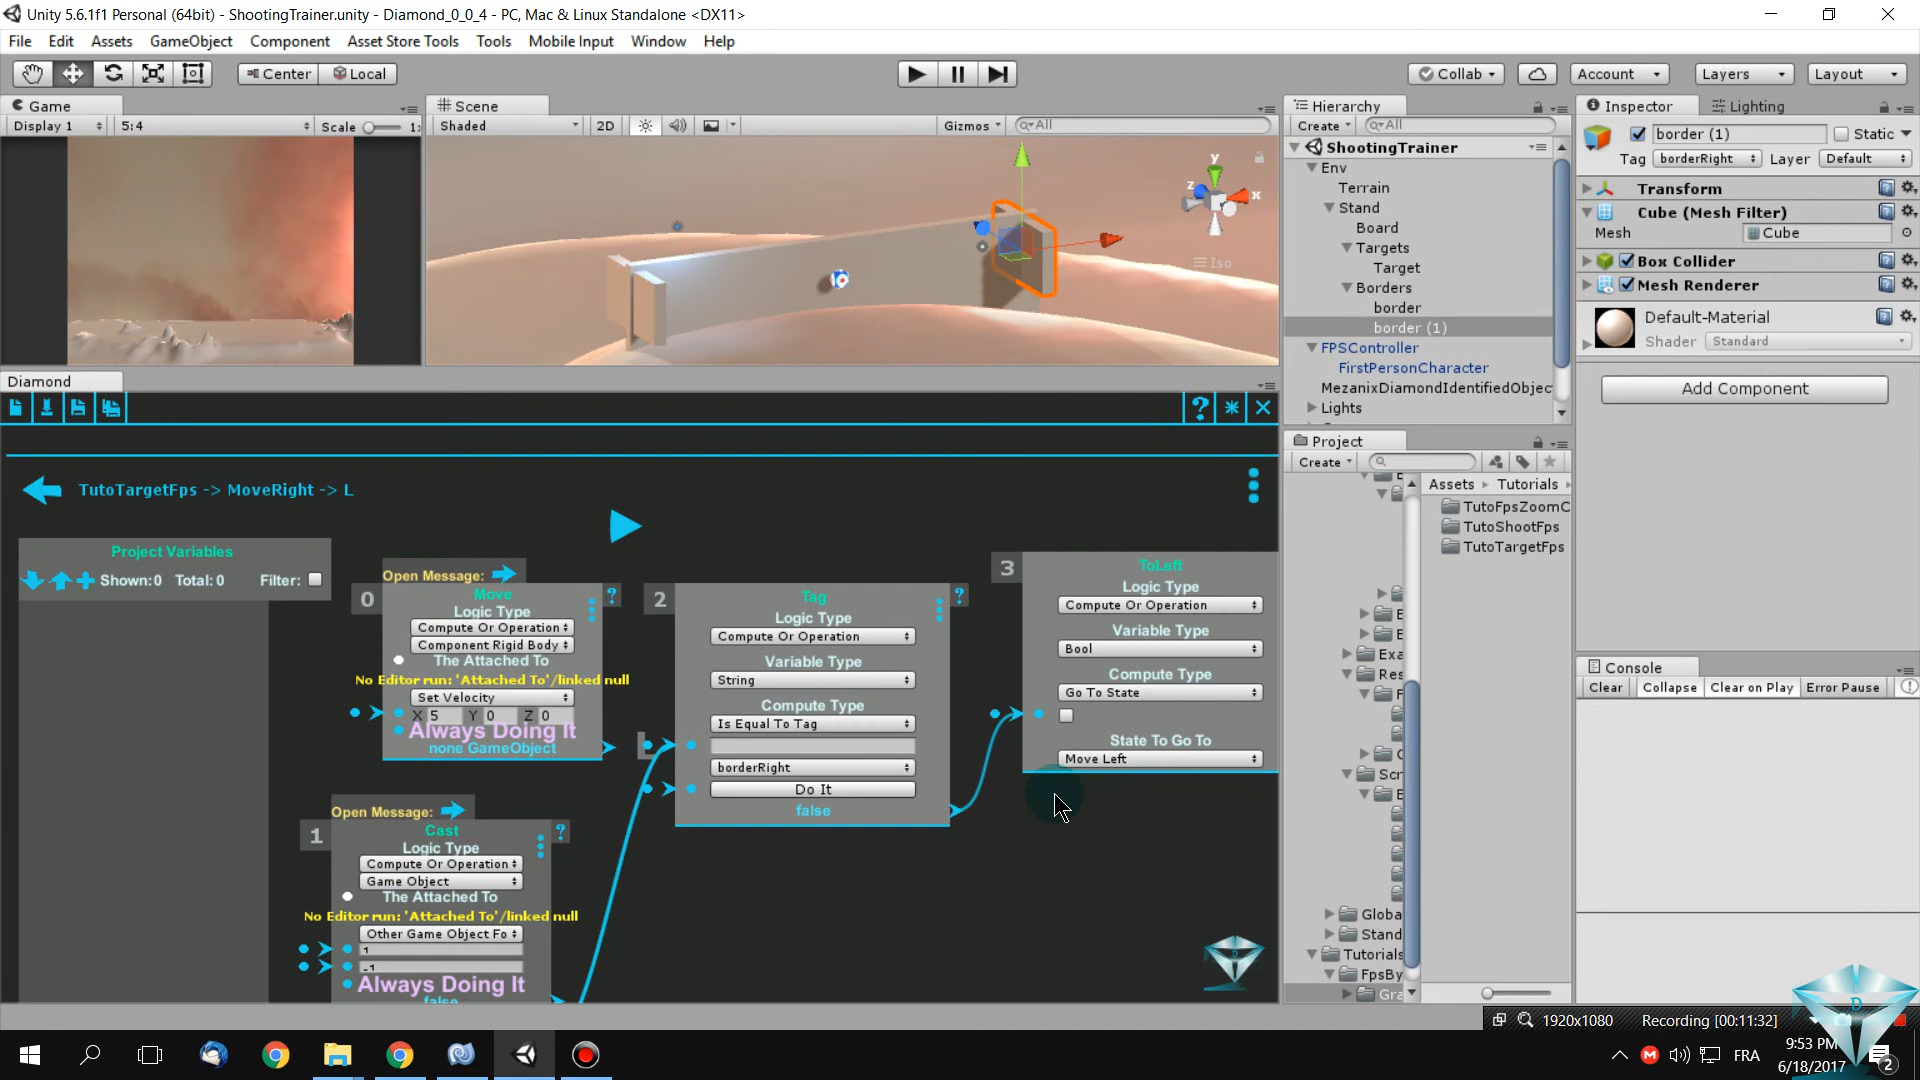 Unity 5.6.1f1 Personal (64bit) - ShootingTrainer.unity - Diamond_0_0_4 - PC, Mac & Linux Standalone <DX11>
File Edit Assets GameObject Component Asset Store Tools Tools Mobile Input Window Help
Center Local Collab Account Layers Layout
Game
Display 1 5:4 Scale 1:
Scene
Shaded 2D Gizmos All
y
z x
Iso
Hierarchy
Create All
ShootingTrainer
Env
Terrain
Stand
Board
Targets
Target
Borders
border
border (1)
FPSController
FirstPersonCharacter
MezanixDiamondIdentifiedObjec
Lights
Inspector Lighting
border (1) Static
Tag borderRight Layer Default
Transform
Cube (Mesh Filter)
Mesh Cube
Box Collider
Mesh Renderer
Default-Material
Shader Standard
Add Component
Diamond
?
TutoTargetFps -> MoveRight -> L
Project Variables
Shown:0 Total:0 Filter:
Open Message:
0
Move
?
Logic Type
Compute Or Operation
Component Rigid Body
The Attached To
No Editor run: 'Attached To'/linked null
Set Velocity
X 5 Y 0 Z 0
Always Doing It
none GameObject
Open Message:
1
Cast
?
Logic Type
Compute Or Operation
Game Object
The Attached To
No Editor run: 'Attached To'/linked null
Other Game Object Fo
1
-1
Always Doing It
false
2
Tag
?
Logic Type
Compute Or Operation
Variable Type
String
Compute Type
Is Equal To Tag
borderRight
Do It
false
3
ToLeft
Logic Type
Compute Or Operation
Variable Type
Bool
Compute Type
Go To State
State To Go To
Move Left
Project
Create
Assets Tutorials
TutoFpsZoomC
TutoShootFps
TutoTargetFps
E
E
Exa
Res
F
C
Scr
E
Globa
Stand
Tutorials
FpsBy
Gra
Console
Clear Collapse Clear on Play Error Pause
1920x1080 Recording [00:11:32]
D
M FRA
9:53 PM
6/18/2017
2